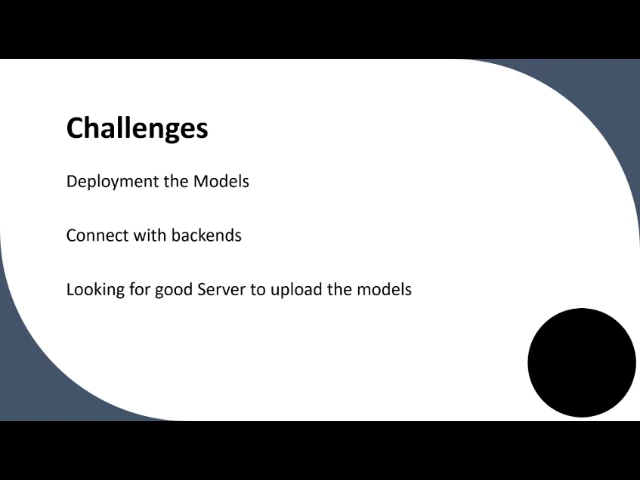 Challenges
Deployment the Models
Connect with backends
Looking for good Server to upload the models